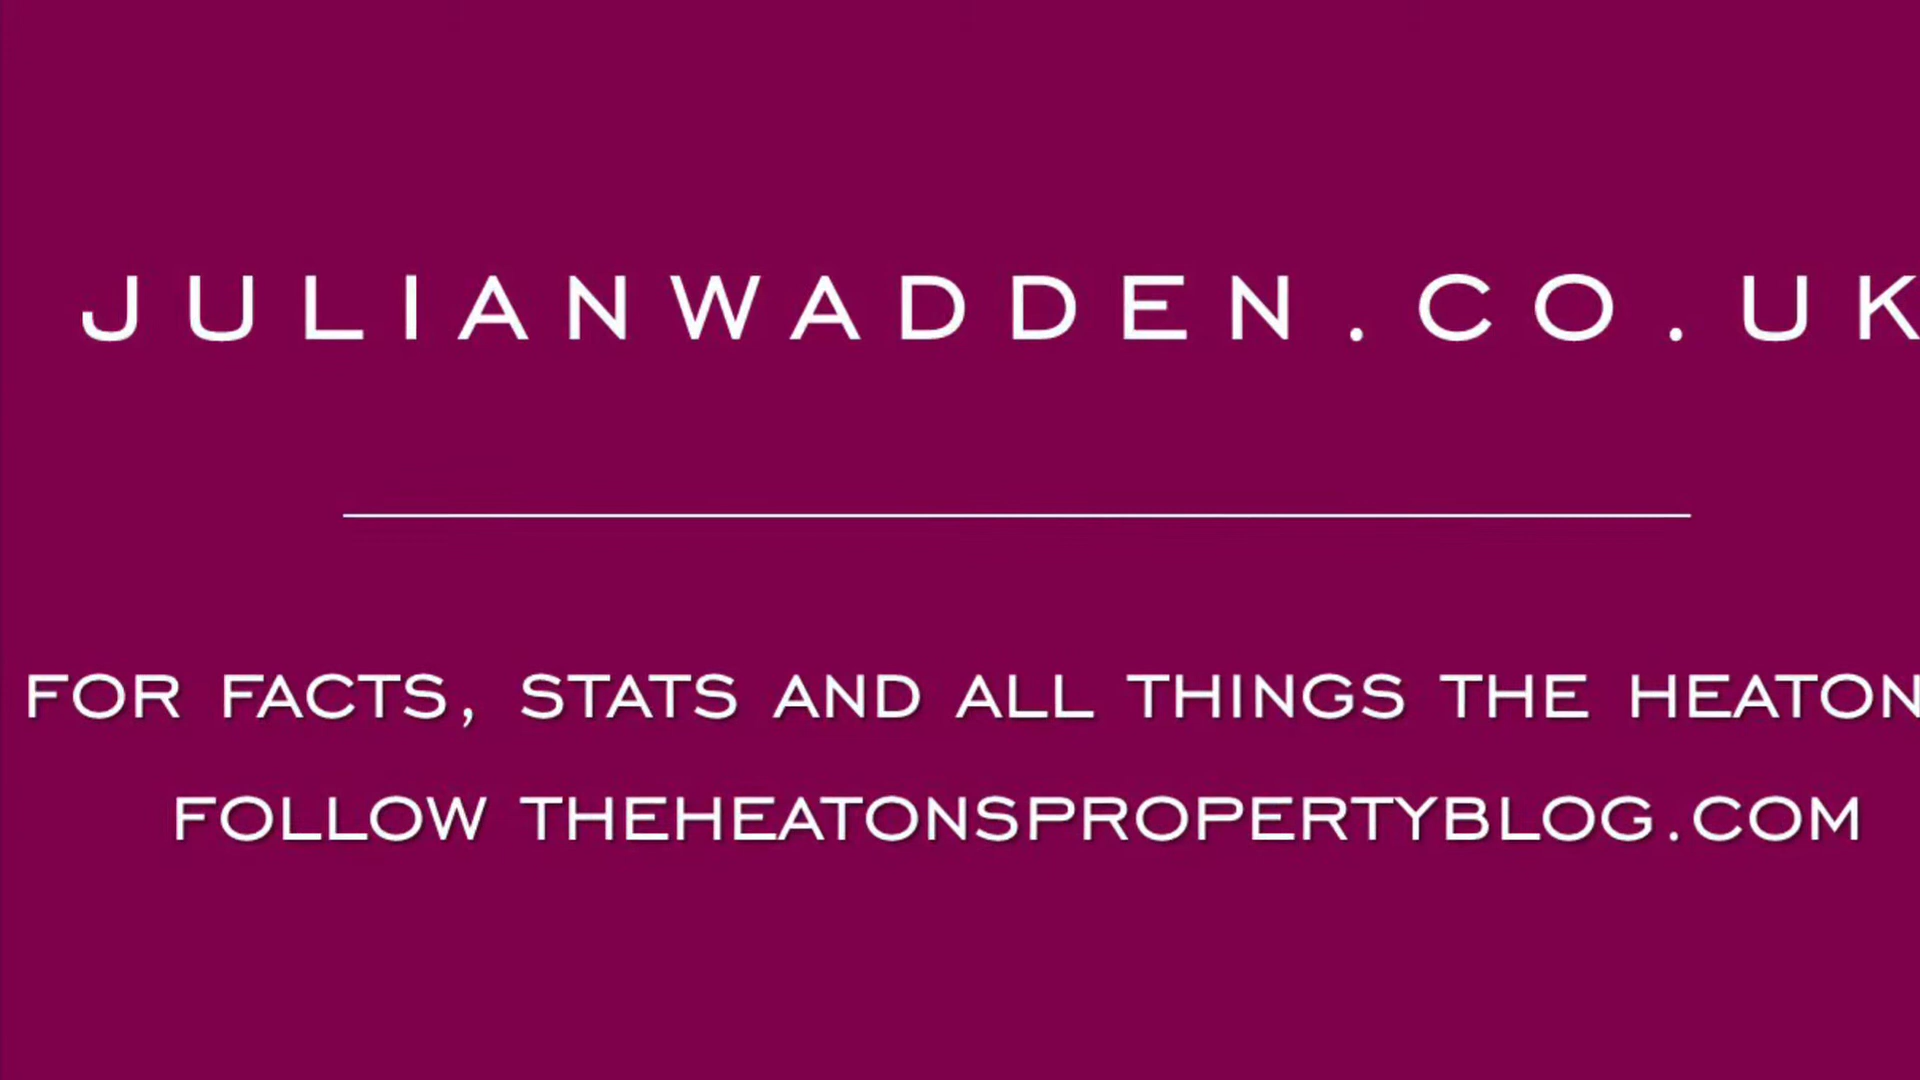 JULIANWADDEN.CO.UK
FOR FACTS, STATS AND ALL THINGS THE HEATON
FOLLOW THEHEATONSPROPERTYBLOG.COM